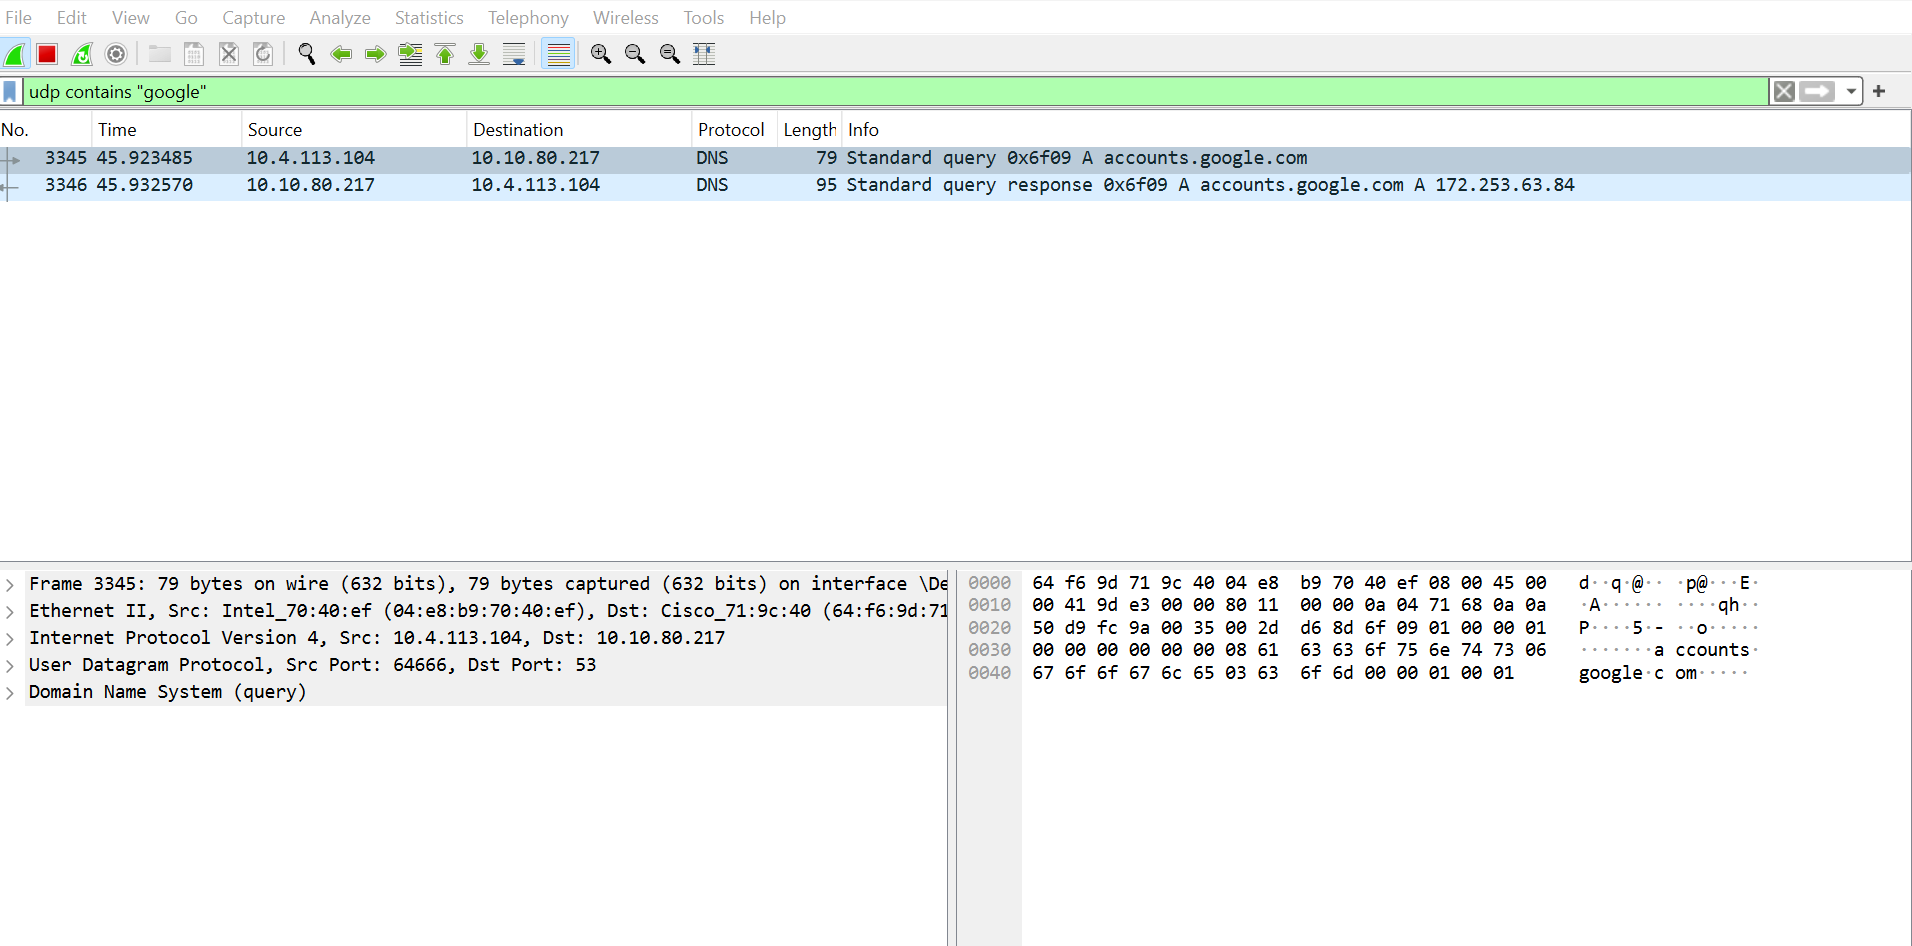 File Edit View Go Capture Analyze Statistics Telephony Wireless Tools Help
udp contains "google"
No. Time Source Destination Protocol Length Info
3345 45.923485 10.4.113.104 10.10.80.217 DNS 79 Standard query 0x6f09 A accounts.google.com
3346 45.932570 10.10.80.217 10.4.113.104 DNS 95 Standard query response 0x6f09 A accounts.google.com A 172.253.63.84
Frame 3345: 79 bytes on wire (632 bits), 79 bytes captured (632 bits) on interface \De
Ethernet II, Src: Intel_70:40:ef (04:e8:b9:70:40:ef), Dst: Cisco_71:9c:40 (64:f6:9d:71
Internet Protocol Version 4, Src: 10.4.113.104, Dst: 10.10.80.217
User Datagram Protocol, Src Port: 64666, Dst Port: 53
Domain Name System (query)
0000 64 f6 9d 71 9c 40 04 e8 b9 70 40 ef 08 00 45 00 d··q·@·· ·p@···E·
0010 00 41 9d e3 00 00 80 11 00 00 0a 04 71 68 0a 0a ·A······ ····qh··
0020 50 d9 fc 9a 00 35 00 2d d6 8d 6f 09 01 00 00 01 P····5·- ··o·····
0030 00 00 00 00 00 00 08 61 63 63 6f 75 6e 74 73 06 ·······a ccounts·
0040 67 6f 6f 67 6c 65 03 63 6f 6d 00 00 01 00 01 google·c om·····